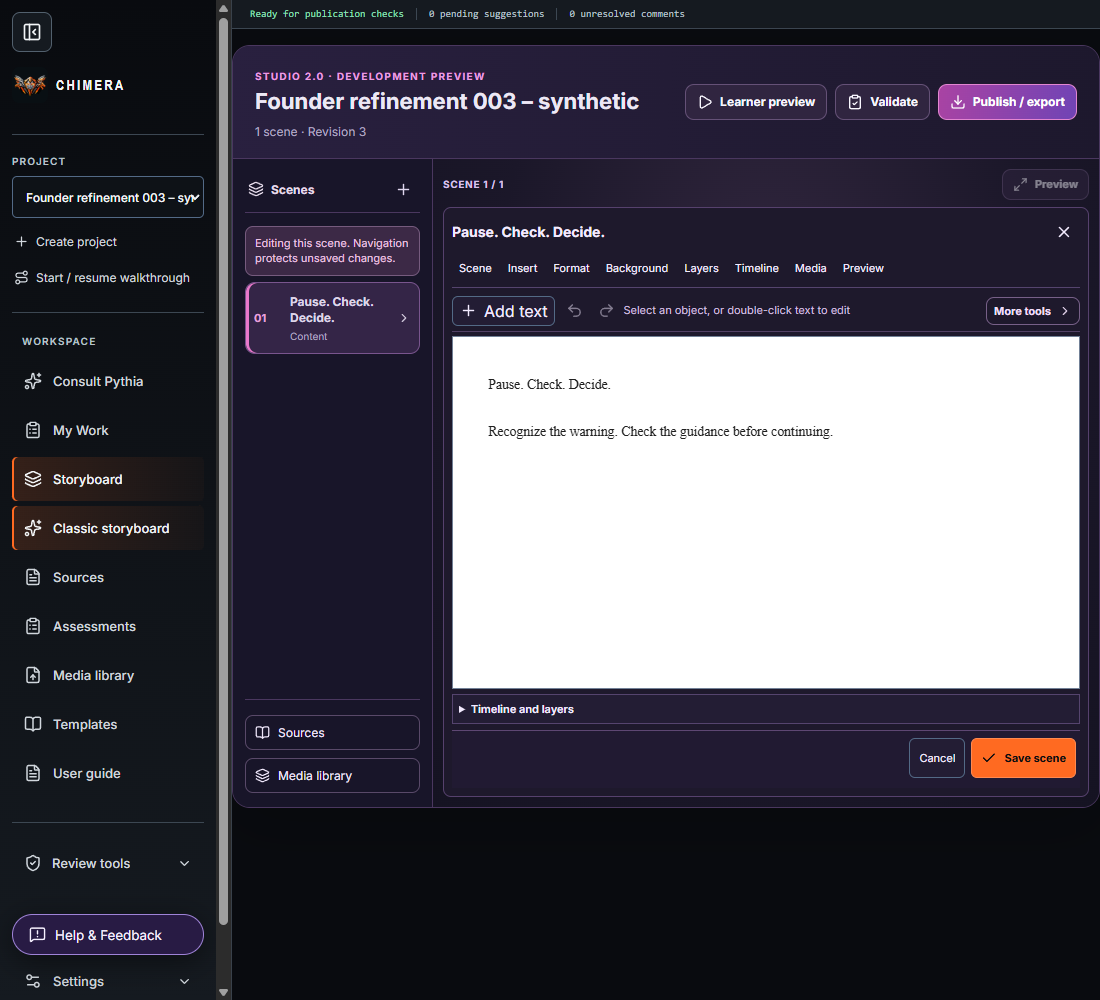 Ready for publication checks
0 pending suggestions
0 unresolved comments
CHIMERA
PROJECT
Founder refinement 003 – syn
Create project
Start / resume walkthrough
WORKSPACE
Consult Pythia
My Work
Storyboard
Classic storyboard
Sources
Assessments
Media library
Templates
User guide
Review tools
Help & Feedback
Settings
STUDIO 2.0 · DEVELOPMENT PREVIEW
Founder refinement 003 – synthetic
1 scene · Revision 3
Learner preview
Validate
Publish / export
Scenes
Editing this scene. Navigation
protects unsaved changes.
01
Pause. Check.
Decide.
Content
Sources
Media library
SCENE 1 / 1
Preview
Pause. Check. Decide.
Scene Insert Format Background Layers Timeline Media Preview
Add text
Select an object, or double-click text to edit
More tools
Pause. Check. Decide.
Recognize the warning. Check the guidance before continuing.
Timeline and layers
Cancel
Save scene